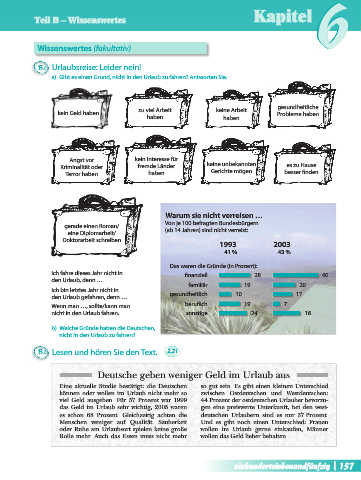 Teil B – Wissenswertes
Kapitel 6
Wissenswertes (fakultativ)
Urlaubsreise: Leider nein!
a) Gibt es einen Grund, nicht in den Urlaub zu fahren? Antworten Sie.
kein Geld haben
zu viel Arbeit
haben
keine Arbeit
haben
gesundheitliche
Probleme haben
Angst vor
Kriminalität oder
Terror haben
kein Interesse für
fremde Länder
haben
keine unbekannten
Gerichte mögen
es zu Hause
besser finden
gerade einen Roman/
eine Diplomarbeit/
Doktorarbeit schreiben
Ich fahre dieses Jahr nicht in
den Urlaub, denn …
Ich bin letztes Jahr nicht in
den Urlaub gefahren, denn …
Wenn man …, sollte/kann man
nicht in den Urlaub fahren.
b) Welche Gründe haben die Deutschen,
nicht in den Urlaub zu fahren?
Warum sie nicht verreisen …
Von je 100 befragten Bundesbürgern
(ab 14 Jahren) sind nicht verreist:
1993 2003
41 % 43 %
Das waren die Gründe (in Prozent):
finanziell 28 40
familiär 19 20
gesundheitlich 10 17
beruflich 19 7
sonstige 24 16
Lesen und hören Sie den Text. 2.21
Deutsche geben weniger Geld im Urlaub aus
Eine aktuelle Studie bestätigt: die Deutschen
können oder wollen im Urlaub nicht mehr so
viel Geld ausgeben. Für 57 Prozent war 1999
das Geld im Urlaub sehr wichtig, 2005 waren
es schon 68 Prozent. Gleichzeitig achten die
Menschen weniger auf Qualität. Sauberkeit
oder Ruhe am Urlaubsort spielen keine große
Rolle mehr. Auch das Essen muss nicht mehr
so gut sein. Es gibt einen kleinen Unterschied
zwischen Ostdeutschen und Westdeutschen:
44 Prozent der ostdeutschen Urlauber bevorzu-
gen eine preiswerte Unterkunft, bei den west-
deutschen Urlaubern sind es nur 37 Prozent.
Und es gibt noch einen Unterschied: Frauen
wollen im Urlaub gerne einkaufen, Männer
wollen das Geld lieber behalten.
einhundertsiebenundfünfzig | 157